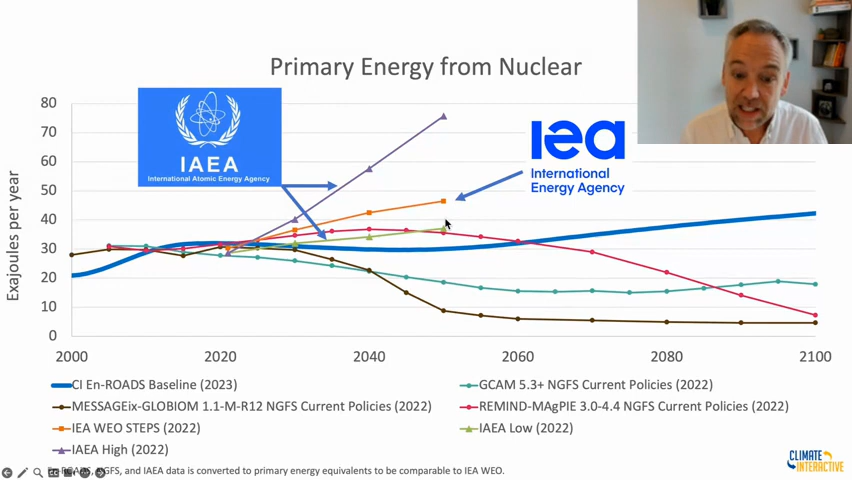 Primary Energy from Nuclear
80
70
60
50
40
30
20
10
0
Exajoules per year
IAEA
International Atomic Energy Agency
iea
International
Energy Agency
2000
2020
2040
2060
2080
2100
CI En-ROADS Baseline (2023)
GCAM 5.3+ NGFS Current Policies (2022)
MESSAGEix-GLOBIOM 1.1-M-R12 NGFS Current Policies (2022)
REMIND-MAgPIE 3.0-4.4 NGFS Current Policies (2022)
IEA WEO STEPS (2022)
IAEA Low (2022)
IAEA High (2022)
NGFS, and IAEA data is converted to primary energy equivalents to be comparable to IEA WEO.
CLIMATE
INTERACTIVE